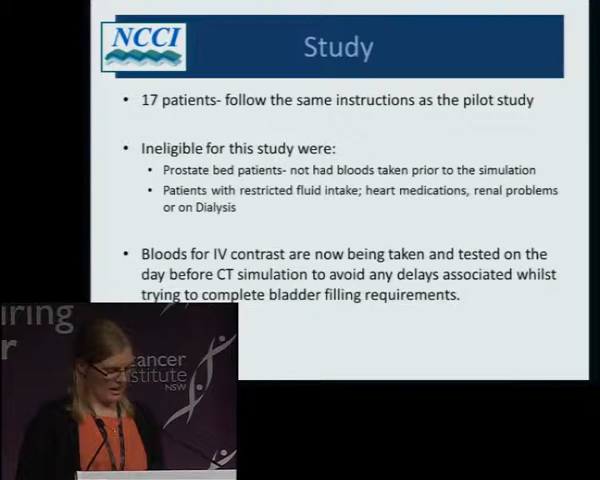 NCCI
Study
• 17 patients- follow the same instructions as the pilot study
• Ineligible for this study were:
• Prostate bed patients- not had bloods taken prior to the simulation
• Patients with restricted fluid intake; heart medications, renal problems
or on Dialysis
• Bloods for IV contrast are now being taken and tested on the
day before CT simulation to avoid any delays associated whilst
trying to complete bladder filling requirements.
iring
r
cancer
institute
NSW